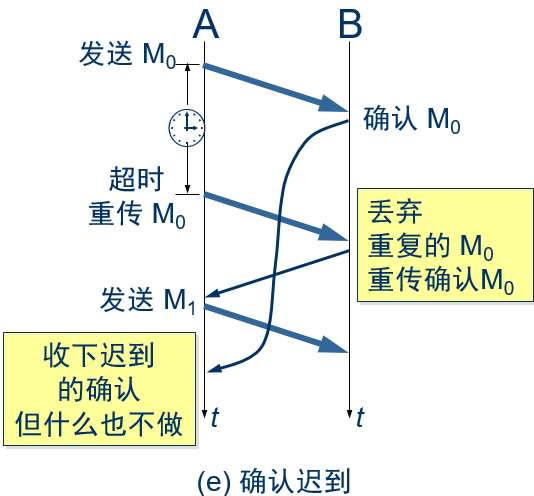 A
B
发送 M0
确认 M0
超时
重传 M0
丢弃
重复的 M0
重传确认M0
发送 M1
收下迟到
的确认
但什么也不做
t
t
(e) 确认迟到